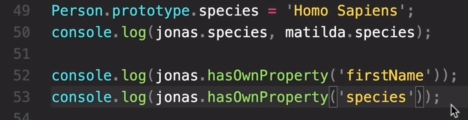 49 Person.prototype.species = 'Homo Sapiens';
50 console.log(jonas.species, matilda.species);
51
52 console.log(jonas.hasOwnProperty('firstName'));
53 console.log(jonas.hasOwnProperty('species'));
54